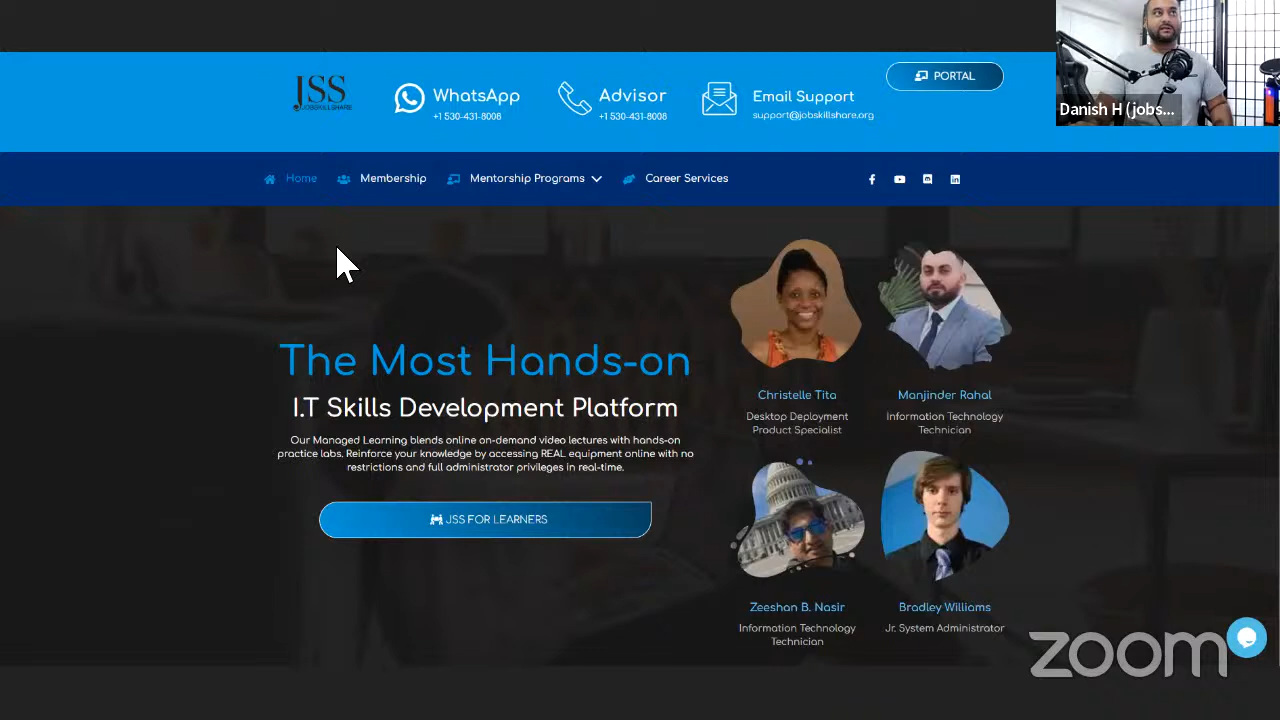 JSS
JOBSKILLSHARE
WhatsApp
+1 530-431-8008
Advisor
+1 530-431-8008
Email Support
support@jobskillshare.org
PORTAL
Danish H (jobs...
Home
Membership
Mentorship Programs
Career Services
The Most Hands-on
I.T Skills Development Platform
Our Managed Learning blends online on-demand video lectures with hands-on
practice labs. Reinforce your knowledge by accessing REAL equipment online with no
restrictions and full administrator privileges in real-time.
JSS FOR LEARNERS
Christelle Tita
Desktop Deployment
Product Specialist
Manjinder Rahal
Information Technology
Technician
Zeeshan B. Nasir
Information Technology
Technician
Bradley Williams
Jr. System Administrator
zoom